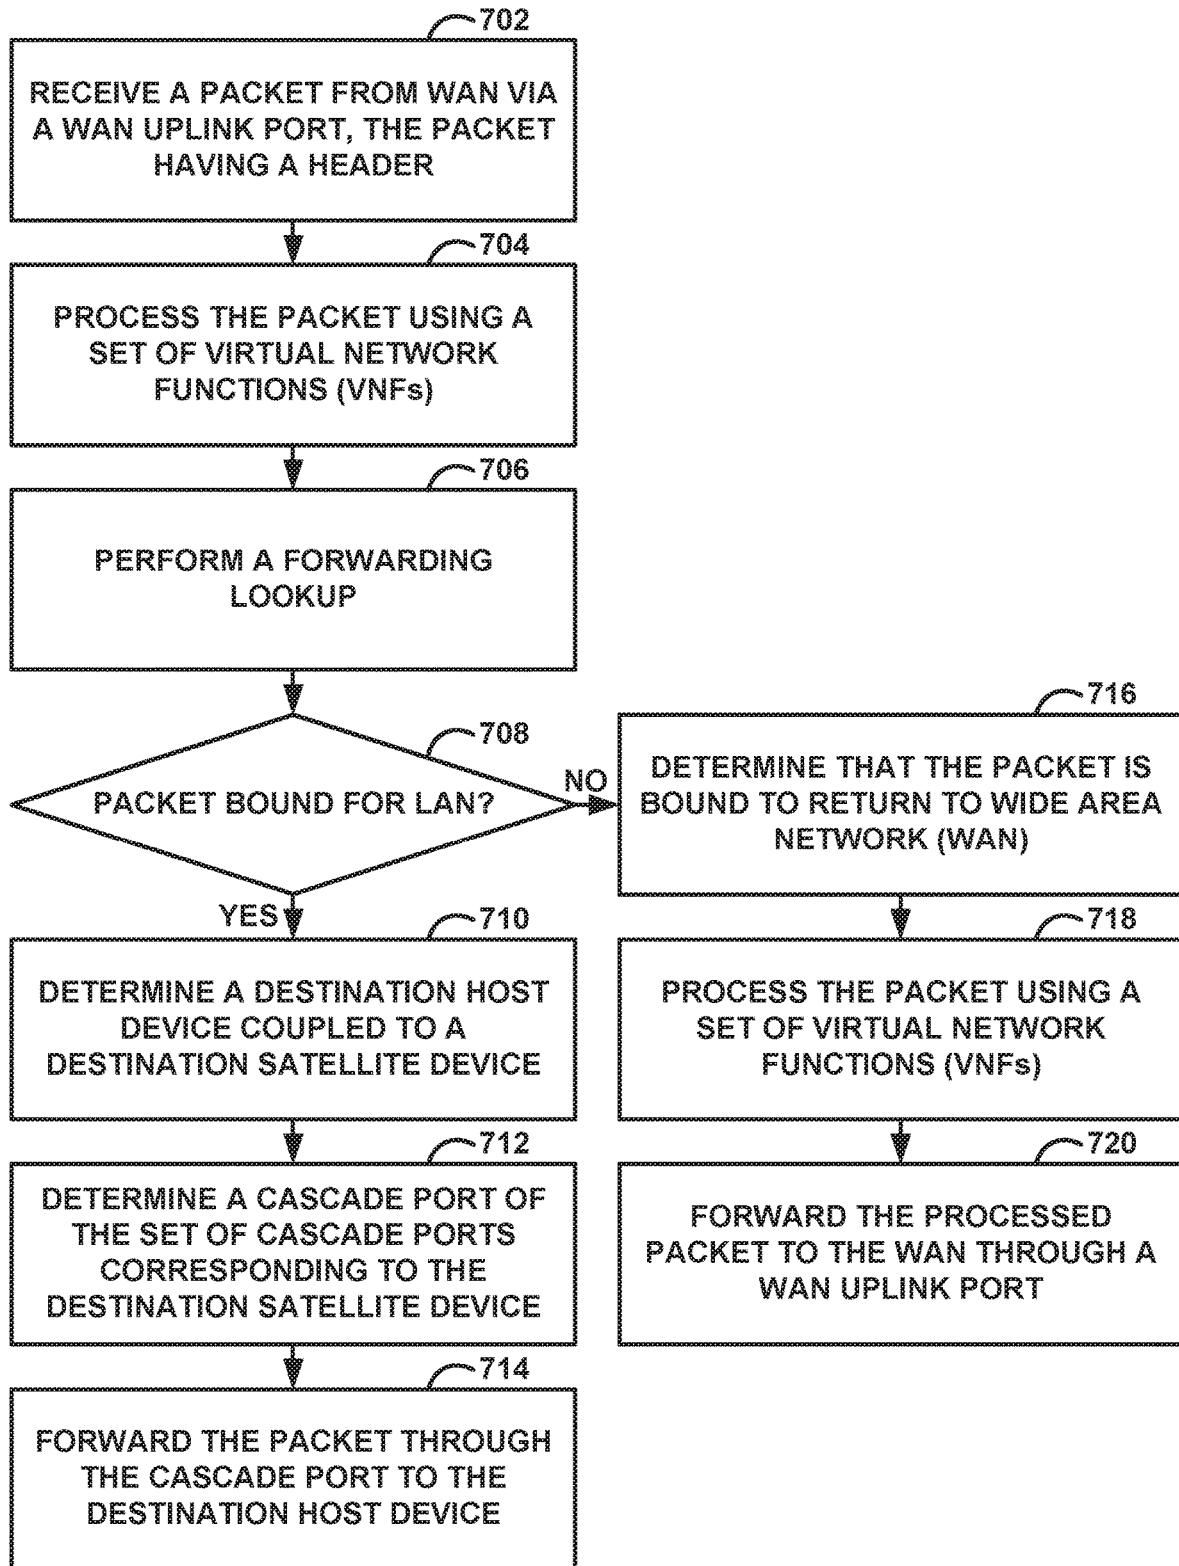 702
RECEIVE A PACKET FROM WAN VIA
A WAN UPLINK PORT, THE PACKET
HAVING A HEADER
704
PROCESS THE PACKET USING A
SET OF VIRTUAL NETWORK
FUNCTIONS (VNFs)
706
PERFORM A FORWARDING
LOOKUP
708
PACKET BOUND FOR LAN?
NO
YES
710
DETERMINE A DESTINATION HOST
DEVICE COUPLED TO A
DESTINATION SATELLITE DEVICE
712
DETERMINE A CASCADE PORT OF
THE SET OF CASCADE PORTS
CORRESPONDING TO THE
DESTINATION SATELLITE DEVICE
714
FORWARD THE PACKET THROUGH
THE CASCADE PORT TO THE
DESTINATION HOST DEVICE
716
DETERMINE THAT THE PACKET IS
BOUND TO RETURN TO WIDE AREA
NETWORK (WAN)
718
PROCESS THE PACKET USING A
SET OF VIRTUAL NETWORK
FUNCTIONS (VNFs)
720
FORWARD THE PROCESSED
PACKET TO THE WAN THROUGH A
WAN UPLINK PORT